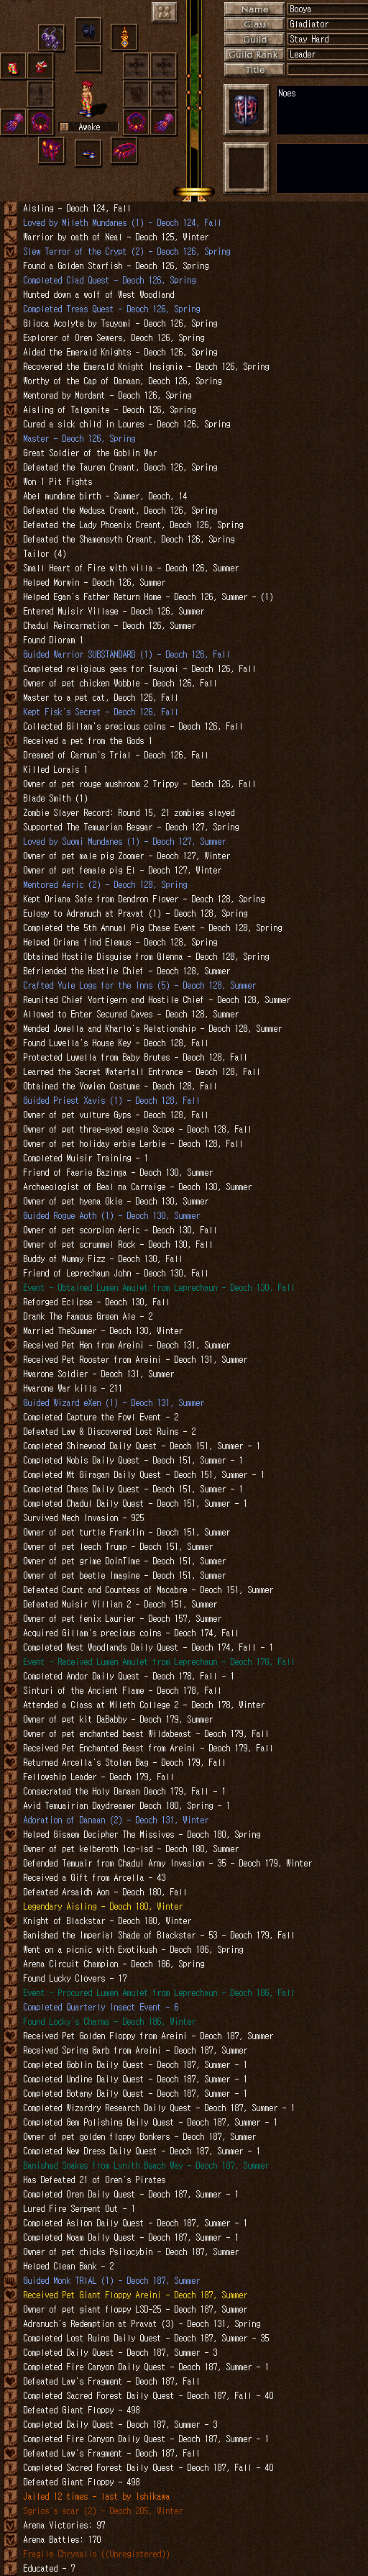 Name
Booya
Class
Gladiator
Guild
Stay Hard
Guild Rank
Leader
Title
Noes
Awake
Aisling - Deoch 124, Fall
Loved by Mileth Mundanes (1) - Deoch 124, Fall
Warrior by oath of Neal - Deoch 125, Winter
Slew Terror of the Crypt (2) - Deoch 126, Spring
Found a Golden Starfish - Deoch 126, Spring
Completed Ciad Quest - Deoch 126, Spring
Hunted down a wolf of West Woodland
Completed Treas Quest - Deoch 126, Spring
Glioca Acolyte by Tsuyomi - Deoch 126, Spring
Explorer of Oren Sewers, Deoch 126, Spring
Aided the Emerald Knights - Deoch 126, Spring
Recovered the Emerald Knight Insignia - Deoch 126, Spring
Worthy of the Cap of Danaan, Deoch 126, Spring
Mentored by Mordant - Deoch 126, Spring
Aisling of Talgonite - Deoch 126, Spring
Cured a sick child in Loures - Deoch 126, Spring
Master - Deoch 126, Spring
Great Soldier of the Goblin War
Defeated the Tauren Creant, Deoch 126, Spring
Won 1 Pit Fights
Abel mundane birth - Summer, Deoch, 14
Defeated the Medusa Creant, Deoch 126, Spring
Defeated the Lady Phoenix Creant, Deoch 126, Spring
Defeated the Shamensyth Creant, Deoch 126, Spring
Tailor (4)
Small Heart of Fire with villa - Deoch 126, Summer
Helped Morwin - Deoch 126, Summer
Helped Egan's Father Return Home - Deoch 126, Summer - (1)
Entered Muisir Village - Deoch 126, Summer
Chadul Reincarnation - Deoch 126, Summer
Found Dioram 1
Guided Warrior SUBSTANDARD (1) - Deoch 126, Fall
Completed religious geas for Tsuyomi - Deoch 126, Fall
Owner of pet chicken Wobble - Deoch 126, Fall
Master to a pet cat, Deoch 126, Fall
Kept Fisk's Secret - Deoch 126, Fall
Collected Gillam's precious coins - Deoch 126, Fall
Received a pet from the Gods 1
Dreamed of Carnun's Trial - Deoch 126, Fall
Killed Lorais 1
Owner of pet rouge mushroom 2 Trippy - Deoch 126, Fall
Blade Smith (1)
Zombie Slayer Record: Round 15, 21 zombies slayed
Supported The Temuarian Beggar - Deoch 127, Spring
Loved by Suomi Mundanes (1) - Deoch 127, Summer
Owner of pet male pig Zoomer - Deoch 127, Winter
Owner of pet female pig El - Deoch 127, Winter
Mentored Aeric (2) - Deoch 128, Spring
Kept Oriana Safe from Dendron Flower - Deoch 128, Spring
Eulogy to Adranuch at Pravat (1) - Deoch 128, Spring
Completed the 5th Annual Pig Chase Event - Deoch 128, Spring
Helped Oriana find Elemus - Deoch 128, Spring
Obtained Hostile Disguise from Glenna - Deoch 128, Spring
Befriended the Hostile Chief - Deoch 128, Summer
Crafted Yule Logs for the Inns (5) - Deoch 128, Summer
Reunited Chief Vortigern and Hostile Chief - Deoch 128, Summer
Allowed to Enter Secured Caves - Deoch 128, Summer
Mended Jowella and Kharlo's Relationship - Deoch 128, Summer
Found Luvella's House Key - Deoch 128, Fall
Protected Luwella from Baby Brutes - Deoch 128, Fall
Learned the Secret Waterfall Entrance - Deoch 128, Fall
Obtained the Yowien Costume - Deoch 128, Fall
Guided Priest Xavis (1) - Deoch 128, Fall
Owner of pet vulture Gyps - Deoch 128, Fall
Owner of pet three-eyed eagle Scope - Deoch 128, Fall
Owner of pet holiday erbie Lerbie - Deoch 128, Fall
Completed Muisir Training - 1
Friend of Faerie Bazinga - Deoch 130, Summer
Archaeologist of Beal na Carraige - Deoch 130, Summer
Owner of pet hyena Okie - Deoch 130, Summer
Guided Rogue Aoth (1) - Deoch 130, Summer
Owner of pet scorpion Aeric - Deoch 130, Fall
Owner of pet scrummel Rock - Deoch 130, Fall
Buddy of Mummy Fizz - Deoch 130, Fall
Friend of Leprechaun John - Deoch 130, Fall
Event - Obtained Lumen Amulet from Leprechaun - Deoch 130, Fall
Reforged Eclipse - Deoch 130, Fall
Drank The Famous Green Ale - 2
Married TheSummer - Deoch 130, Winter
Received Pet Hen from Areini - Deoch 131, Summer
Received Pet Rooster from Areini - Deoch 131, Summer
Hwarone Soldier - Deoch 131, Summer
Hwarone War kills - 211
Guided Wizard eXen (1) - Deoch 131, Summer
Completed Capture the Fowl Event - 2
Defeated Law & Discovered Lost Ruins - 2
Completed Shinewood Daily Quest - Deoch 151, Summer - 1
Completed Nobis Daily Quest - Deoch 151, Summer - 1
Completed Mt Giragan Daily Quest - Deoch 151, Summer - 1
Completed Chaos Daily Quest - Deoch 151, Summer - 1
Completed Chadul Daily Quest - Deoch 151, Summer - 1
Survived Mech Invasion - 925
Owner of pet turtle Franklin - Deoch 151, Summer
Owner of pet leech Trump - Deoch 151, Summer
Owner of pet grime DoinTime - Deoch 151, Summer
Owner of pet beetle Imagine - Deoch 151, Summer
Defeated Count and Countess of Macabre - Deoch 151, Summer
Defeated Muisir Villian 2 - Deoch 151, Summer
Owner of pet fenix Laurier - Deoch 157, Summer
Acquired Gillam's precious coins - Deoch 174, Fall
Completed West Woodlands Daily Quest - Deoch 174, Fall - 1
Event - Received Lumen Amulet from Leprechaun - Deoch 178, Fall
Completed Andor Daily Quest - Deoch 178, Fall - 1
Sinturi of the Ancient Flame - Deoch 178, Fall
Attended a Class at Mileth College 2 - Deoch 178, Winter
Owner of pet kit DaBabby - Deoch 179, Summer
Owner of pet enchanted beast Wildabeast - Deoch 179, Fall
Received Pet Enchanted Beast from Areini - Deoch 179, Fall
Returned Arcella's Stolen Bag - Deoch 179, Fall
Fellowship Leader - Deoch 179, Fall
Consecrated the Holy Danaan Deoch 179, Fall - 1
Avid Temuairian Daydreamer Deoch 180, Spring - 1
Adoration of Danaan (2) - Deoch 131, Winter
Helped Gisaem Decipher The Missives - Deoch 180, Spring
Owner of pet kelberoth 1cp-lsd - Deoch 180, Summer
Defended Temuair from Chadul Army Invasion - 35 - Deoch 179, Winter
Received a Gift from Arcella - 43
Defeated Arsaidh Aon - Deoch 180, Fall
Legendary Aisling - Deoch 180, Winter
Knight of Blackstar - Deoch 180, Winter
Banished the Imperial Shade of Blackstar - 53 - Deoch 179, Fall
Went on a picnic with Exotikush - Deoch 186, Spring
Arena Circuit Champion - Deoch 186, Spring
Found Lucky Clovers - 17
Event - Procured Lumen Amulet from Leprechaun - Deoch 186, Fall
Completed Quarterly Insect Event - 6
Found Locky's Charms - Deoch 186, Winter
Received Pet Golden Floppy from Areini - Deoch 187, Summer
Received Spring Garb from Areini - Deoch 187, Summer
Completed Goblin Daily Quest - Deoch 187, Summer - 1
Completed Undine Daily Quest - Deoch 187, Summer - 1
Completed Botany Daily Quest - Deoch 187, Summer - 1
Completed Wizardry Research Daily Quest - Deoch 187, Summer - 1
Completed Gem Polishing Daily Quest - Deoch 187, Summer - 1
Owner of pet golden floppy Bonkers - Deoch 187, Summer
Completed New Dress Daily Quest - Deoch 187, Summer - 1
Banished Snakes from Lynith Beach Way - Deoch 187, Summer
Has Defeated 21 of Oren's Pirates
Completed Oren Daily Quest - Deoch 187, Summer - 1
Lured Fire Serpent Out - 1
Completed Asilon Daily Quest - Deoch 187, Summer - 1
Completed Noam Daily Quest - Deoch 187, Summer - 1
Owner of pet chicks Psilocybin - Deoch 187, Summer
Helped Clean Bank - 2
Guided Monk TRIAL (1) - Deoch 187, Summer
Received Pet Giant Floppy Areini - Deoch 187, Summer
Owner of pet giant floppy LSD-25 - Deoch 187, Summer
Adranuch's Redemption at Pravat (3) - Deoch 131, Spring
Completed Lost Ruins Daily Quest - Deoch 187, Summer - 35
Completed Daily Quest - Deoch 187, Summer - 3
Completed Fire Canyon Daily Quest - Deoch 187, Summer - 1
Defeated Law's Fragment - Deoch 187, Fall
Completed Sacred Forest Daily Quest - Deoch 187, Fall - 40
Defeated Giant Floppy - 498
Completed Daily Quest - Deoch 187, Summer - 3
Completed Fire Canyon Daily Quest - Deoch 187, Summer - 1
Defeated Law's Fragment - Deoch 187, Fall
Completed Sacred Forest Daily Quest - Deoch 187, Fall - 40
Defeated Giant Floppy - 498
Jailed 12 times - last by Ishikawa
Sgrios's scar (2) - Deoch 205, Winter
Arena Victories: 97
Arena Battles: 170
Fragile Chrysalis ((Unregistered))
Educated - 7